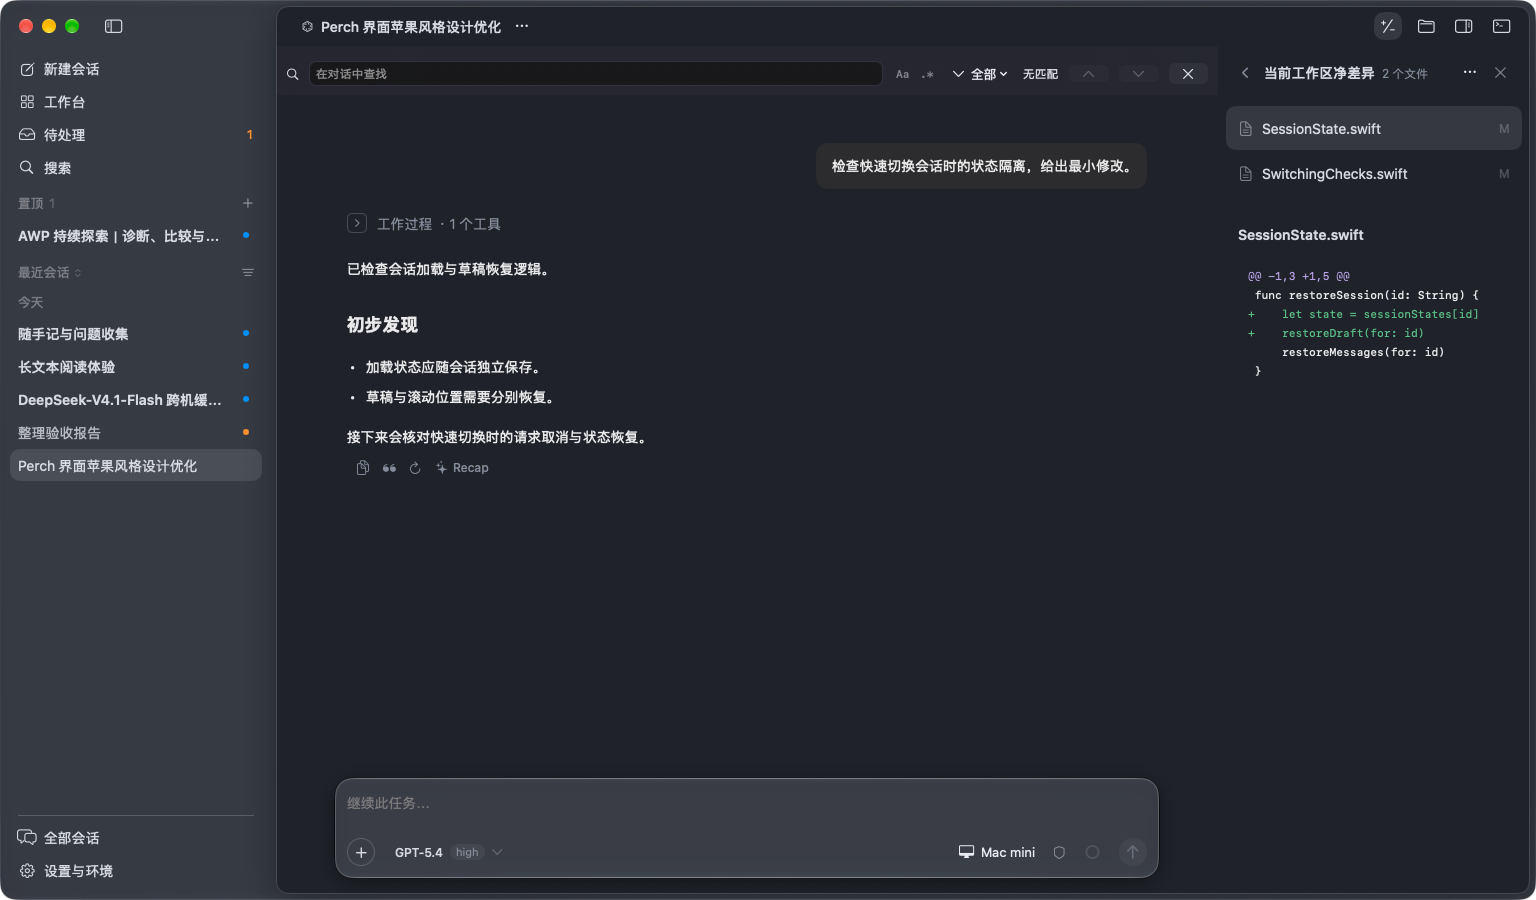 新建会话
工作台
待处理 1
搜索
置顶 1
AWP 持续探索 | 诊断、比较与...
最近会话
今天
随手记与问题收集
长文本阅读体验
DeepSeek-V4.1-Flash 跨机缓...
整理验收报告
Perch 界面苹果风格设计优化
全部会话
设置与环境
Perch 界面苹果风格设计优化 ···
在对话中查找 Aa .* 全部 无匹配
检查快速切换会话时的状态隔离，给出最小修改。
工作过程 · 1 个工具
已检查会话加载与草稿恢复逻辑。
初步发现
• 加载状态应随会话独立保存。
• 草稿与滚动位置需要分别恢复。
接下来会核对快速切换时的请求取消与状态恢复。
Recap
继续此任务...
GPT-5.4 high Mac mini
当前工作区净差异 2 个文件 ···
SessionState.swift M
SwitchingChecks.swift M
SessionState.swift
@@ -1,3 +1,5 @@
func restoreSession(id: String) {
+    let state = sessionStates[id]
+    restoreDraft(for: id)
restoreMessages(for: id)
}